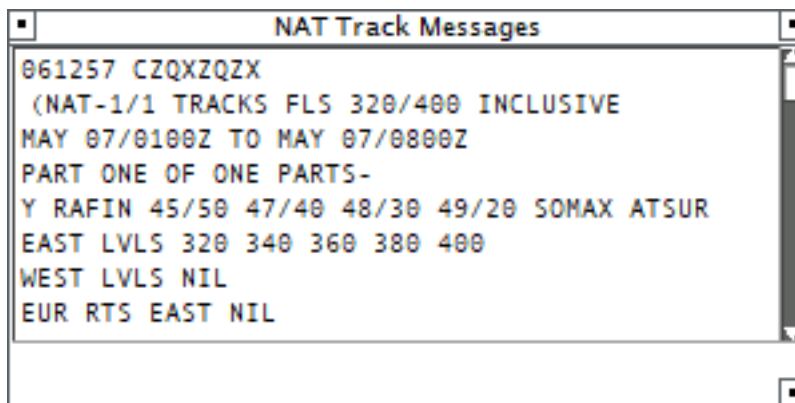 NAT Track Messages
061257 CZQXZQZX
(NAT-1/1 TRACKS FLS 320/400 INCLUSIVE
MAY 07/0100Z TO MAY 07/0800Z
PART ONE OF ONE PARTS-
Y RAFIN 45/50 47/40 48/30 49/20 SOMAX ATSUR
EAST LVLS 320 340 360 380 400
WEST LVLS NIL
EUR RTS EAST NIL